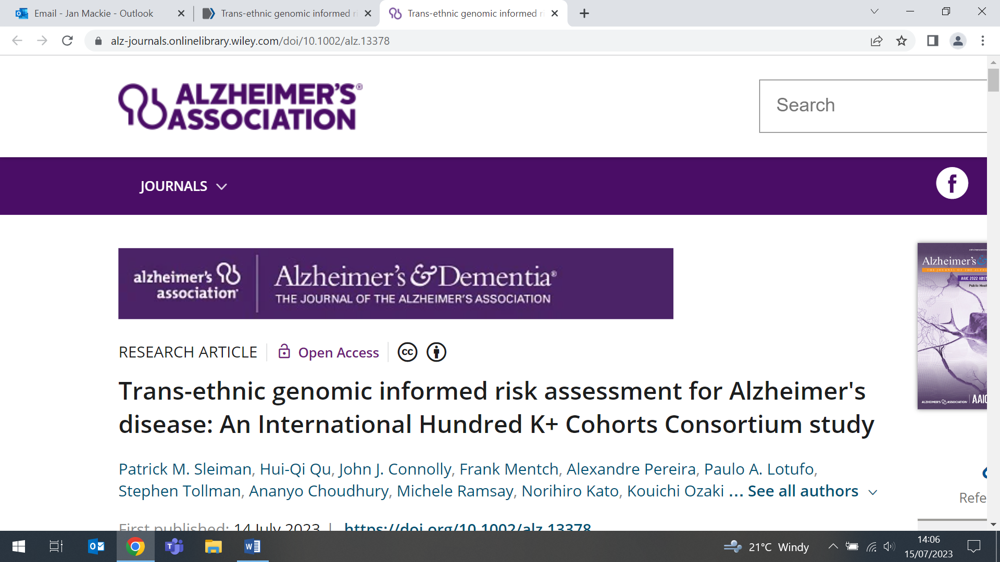 Email - Jan Mackie - Outlook
Trans-ethnic genomic informed r
Trans-ethnic genomic informed r
alz-journals.onlinelibrary.wiley.com/doi/10.1002/alz.13378
ALZHEIMER'S®
ASSOCIATION
Search
JOURNALS
alzheimer's
association®
Alzheimer's & Dementia®
THE JOURNAL OF THE ALZHEIMER'S ASSOCIATION
Alzheimer's &
AAIC 2022 ABST
Public Heal
ALZHEIMER'S ASSOCIATION
AAIC
RESEARCH ARTICLE
Open Access
cc
Trans-ethnic genomic informed risk assessment for Alzheimer's
disease: An International Hundred K+ Cohorts Consortium study
Patrick M. Sleiman, Hui-Qi Qu, John J. Connolly, Frank Mentch, Alexandre Pereira, Paulo A. Lotufo,
Stephen Tollman, Ananyo Choudhury, Michele Ramsay, Norihiro Kato, Kouichi Ozaki ... See all authors
Refe
First published: 14 July 2023 | https://doi.org/10.1002/alz.13378
21°C Windy
14:06
15/07/2023